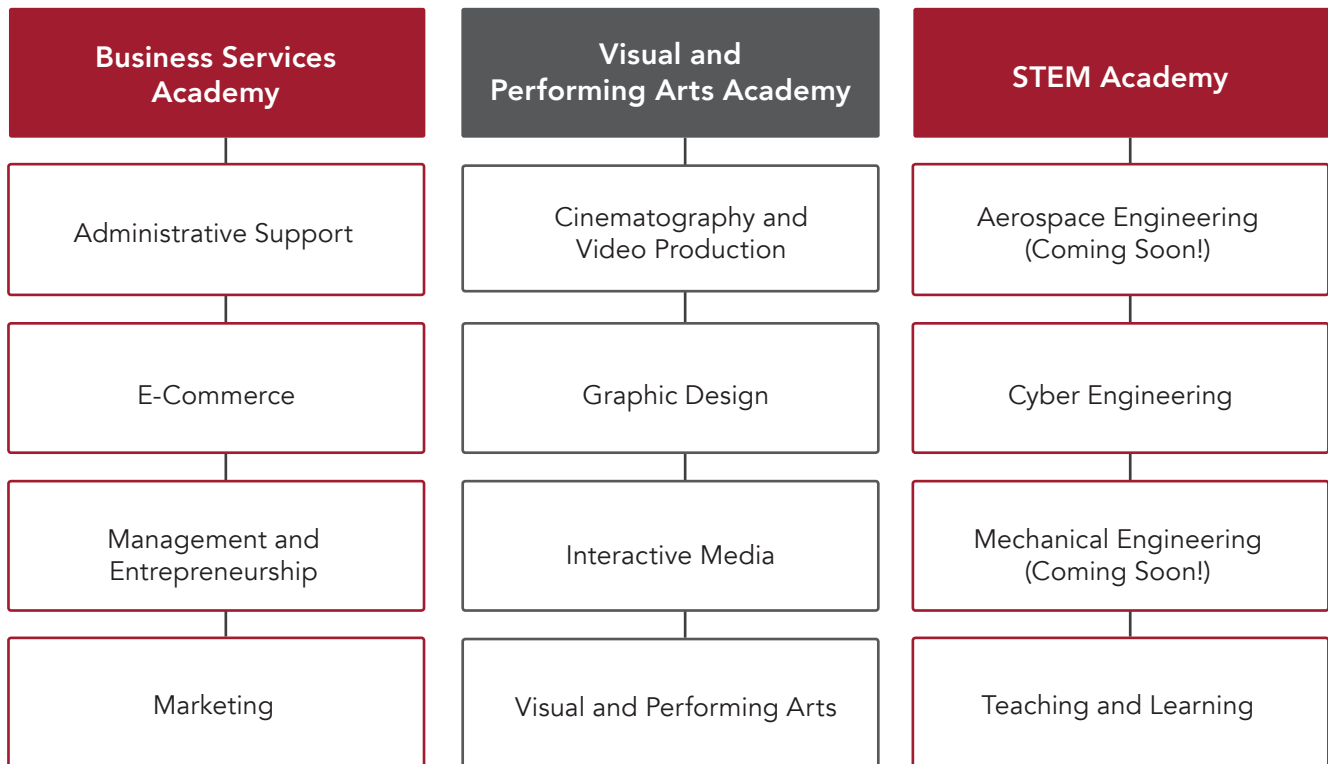 Business Services
Academy
Administrative Support
E-Commerce
Management and
Entrepreneurship
Marketing
Visual and
Performing Arts Academy
Cinematography and
Video Production
Graphic Design
Interactive Media
Visual and Performing Arts
STEM Academy
Aerospace Engineering
(Coming Soon!)
Cyber Engineering
Mechanical Engineering
(Coming Soon!)
Teaching and Learning